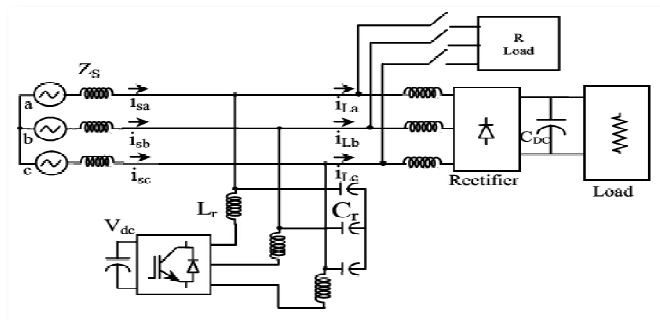 R
Load
Z_S
a
i_sa
i_La
b
i_sb
i_Lb
C_DC
c
i_sc
i_Lc
Rectifier
Load
L_r
C_r
V_dc